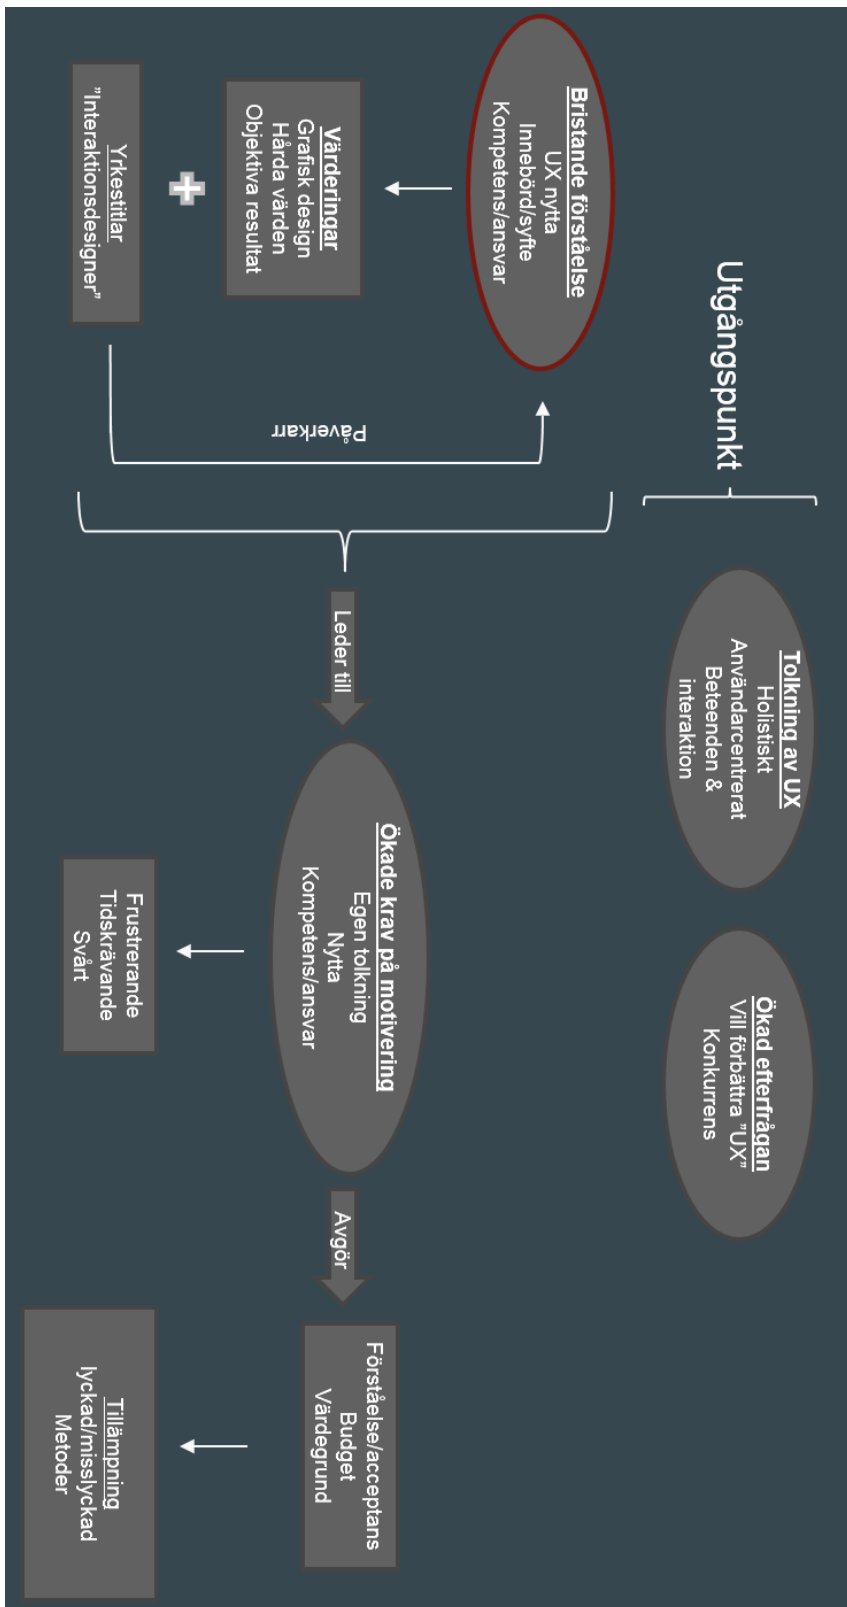 Utgångspunkt
Tolkning av UX
Holistiskt
Användarcentrerat
Beteenden &
interaktion
Ökad efterfrågan
Vill förbättra "UX"
Konkurrens
Bristande förståelse
UX nytta
Innebörd/syfte
Kompetens/ansvar
Värderingar
Grafisk design
Hårda värden
Objektiva resultat
Yrkestitlar
"Interaktionsdesigner"
Påverkarr
Leder till
Ökade krav på motivering
Egen tolkning
Nytta
Kompetens/ansvar
Frustrerande
Tidskrävande
Svårt
Avgör
Förståelse/acceptans
Budget
Värdegrund
Tillämpning
lyckad/misslyckad
Metoder